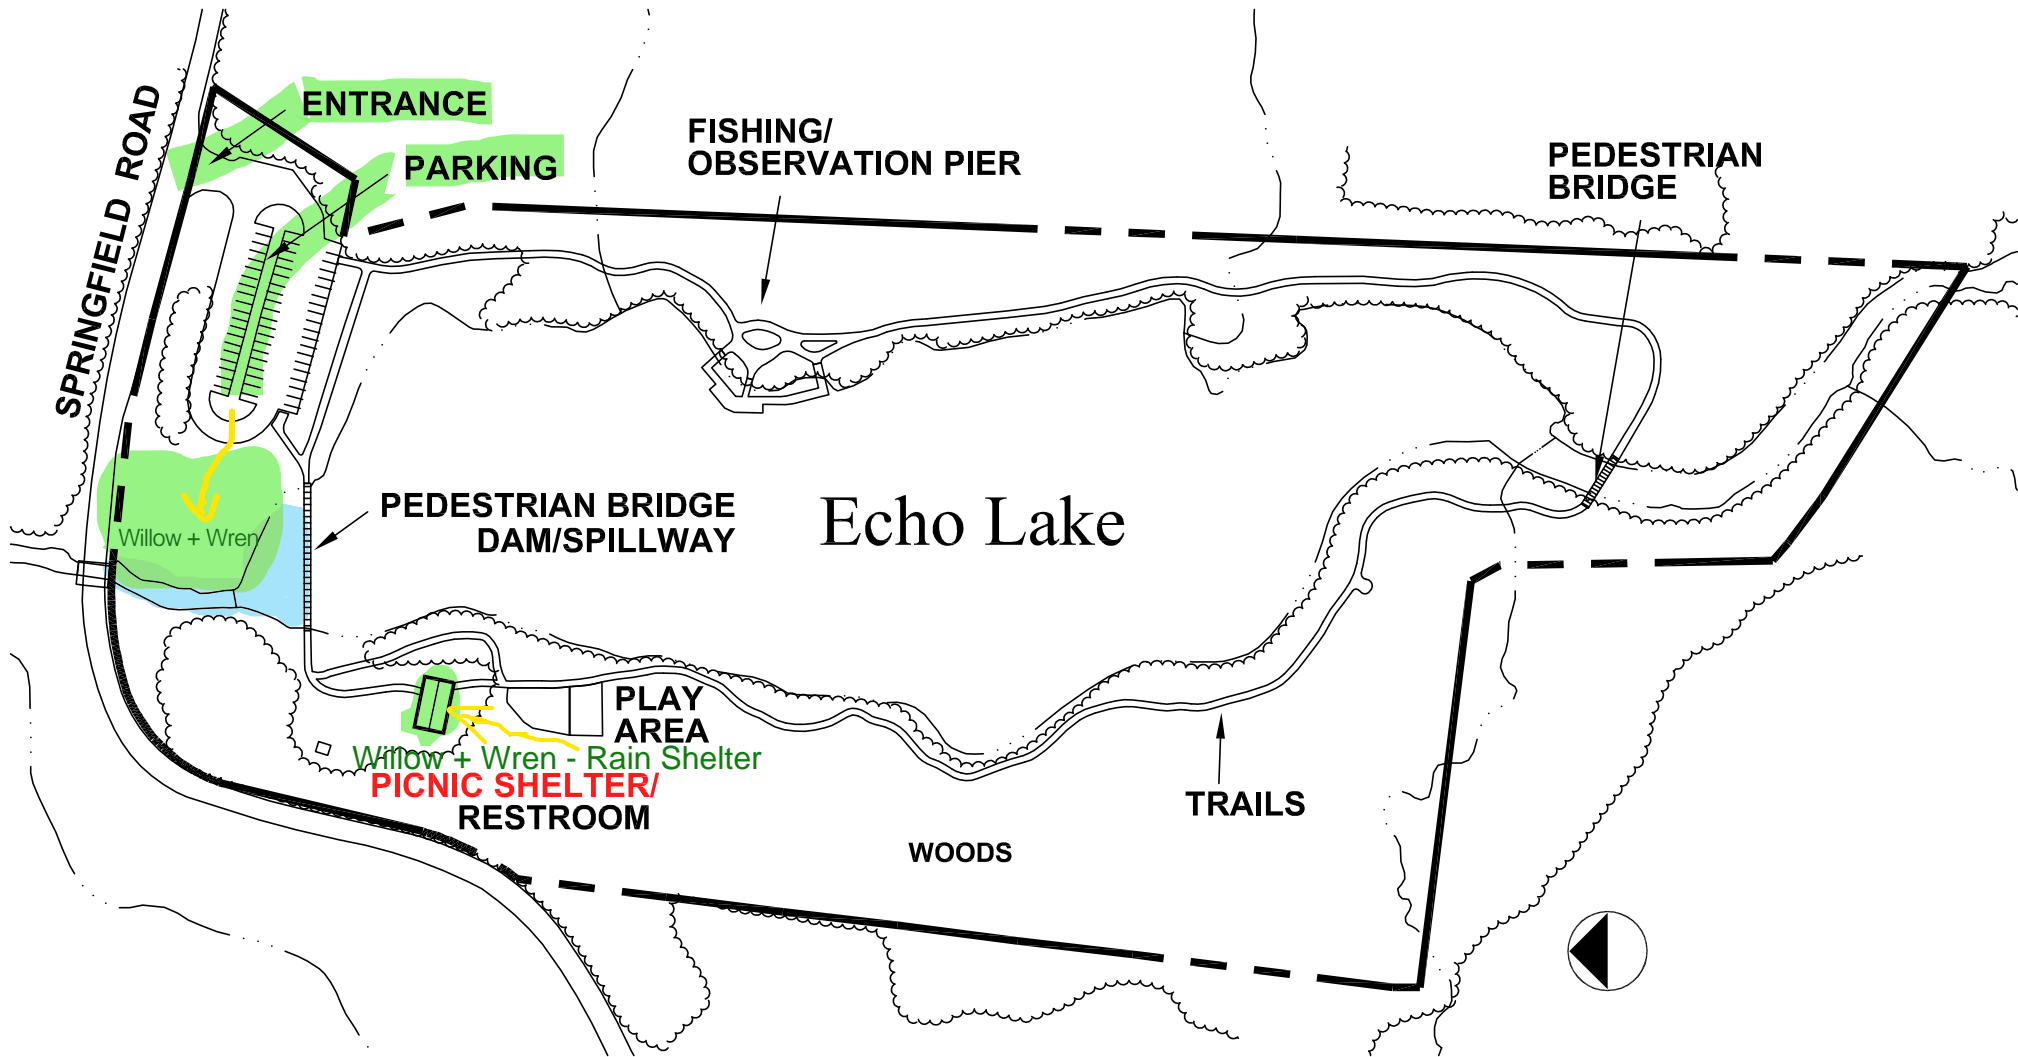 ENTRANCE
PARKING
SPRINGFIELD ROAD
FISHING/
OBSERVATION PIER
PEDESTRIAN
BRIDGE
PEDESTRIAN BRIDGE
DAM/SPILLWAY
Echo Lake
Willow + Wren
PLAY
AREA
Willow + Wren - Rain Shelter
PICNIC SHELTER/
RESTROOM
TRAILS
WOODS